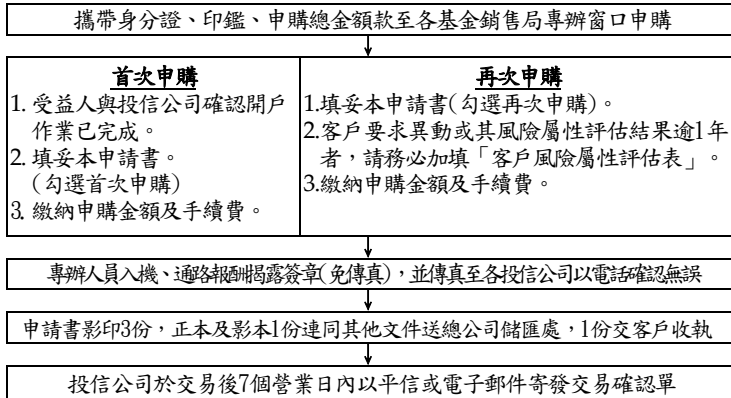 攜帶身分證、印鑑、申購總金額款至各基金銷售局專辦窗口申購
首次申購
1. 受益人與投信公司確認開戶
作業已完成。
2. 填妥本申請書。
(勾選首次申購)
3. 繳納申購金額及手續費。
再次申購
1.填妥本申請書(勾選再次申購)。
2.客戶要求異動或其風險屬性評估結果逾1年
者，請務必加填「客戶風險屬性評估表」。
3.繳納申購金額及手續費。
專辦人員入機、通路報酬揭露簽章(免傳真)，並傳真至各投信公司以電話確認無誤
申請書影印3份，正本及影本1份連同其他文件送總公司儲匯處，1份交客戶收執
投信公司於交易後7個營業日內以平信或電子郵件寄發交易確認單